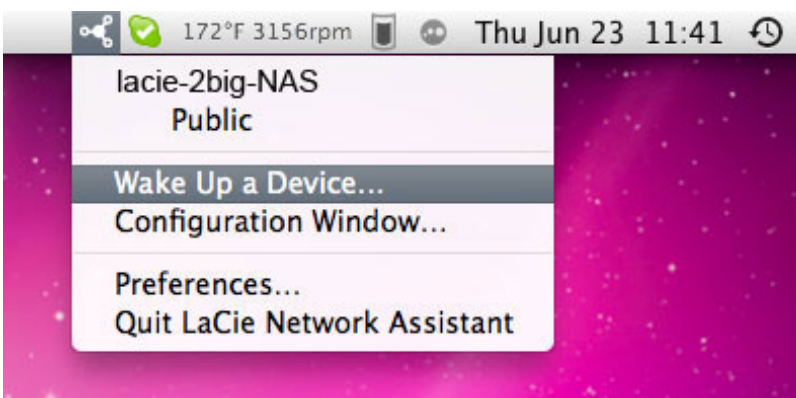 172°F 3156rpm Thu Jun 23 11:41
lacie-2big-NAS
Public
Wake Up a Device...
Configuration Window...
Preferences...
Quit LaCie Network Assistant